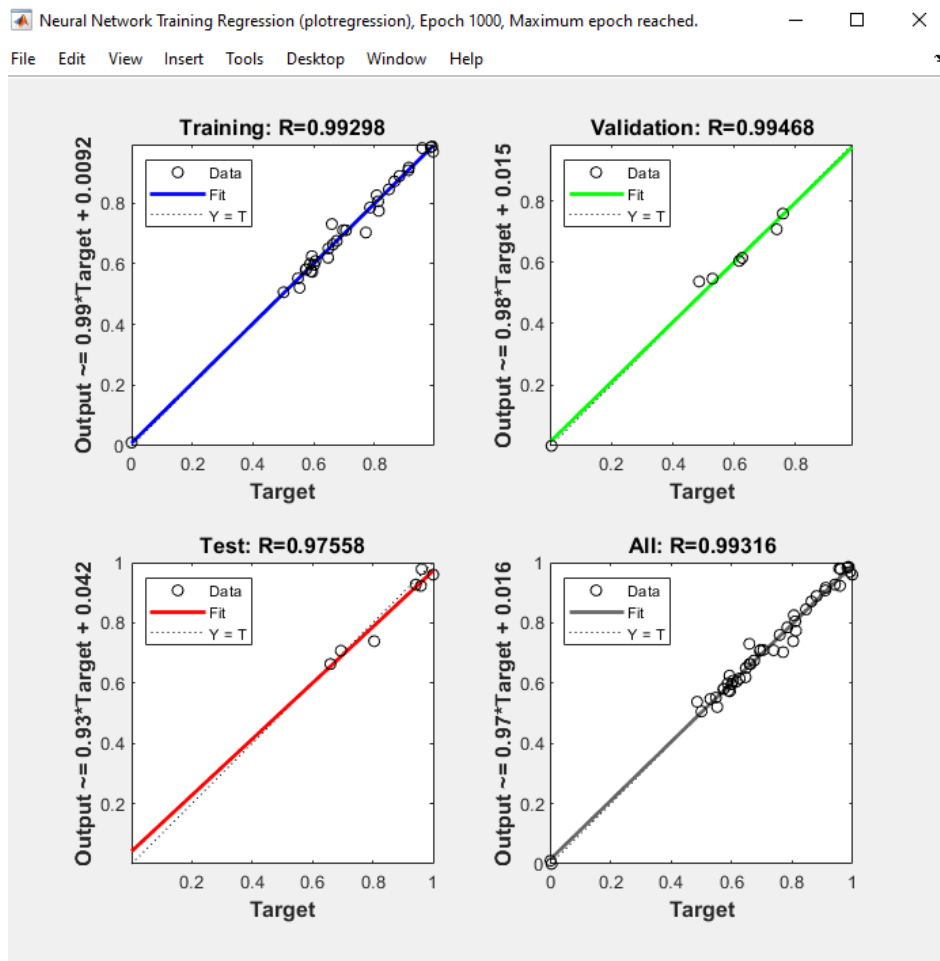 Neural Network Training Regression (plotregression), Epoch 1000, Maximum epoch reached.
File Edit View Insert Tools Desktop Window Help
Training: R=0.99298
Output ~= 0.99*Target + 0.0092
Data
Fit
Y = T
0.8
0.6
0.4
0.2
0
0 0.2 0.4 0.6 0.8
Target
Validation: R=0.99468
Output ~= 0.98*Target + 0.015
Data
Fit
Y = T
0.8
0.6
0.4
0.2
0
0 0.2 0.4 0.6 0.8
Target
Test: R=0.97558
Output ~= 0.93*Target + 0.042
Data
Fit
Y = T
1
0.8
0.6
0.4
0.2
0.2 0.4 0.6 0.8 1
Target
All: R=0.99316
Output ~= 0.97*Target + 0.016
Data
Fit
Y = T
1
0.8
0.6
0.4
0.2
0
0 0.2 0.4 0.6 0.8 1
Target